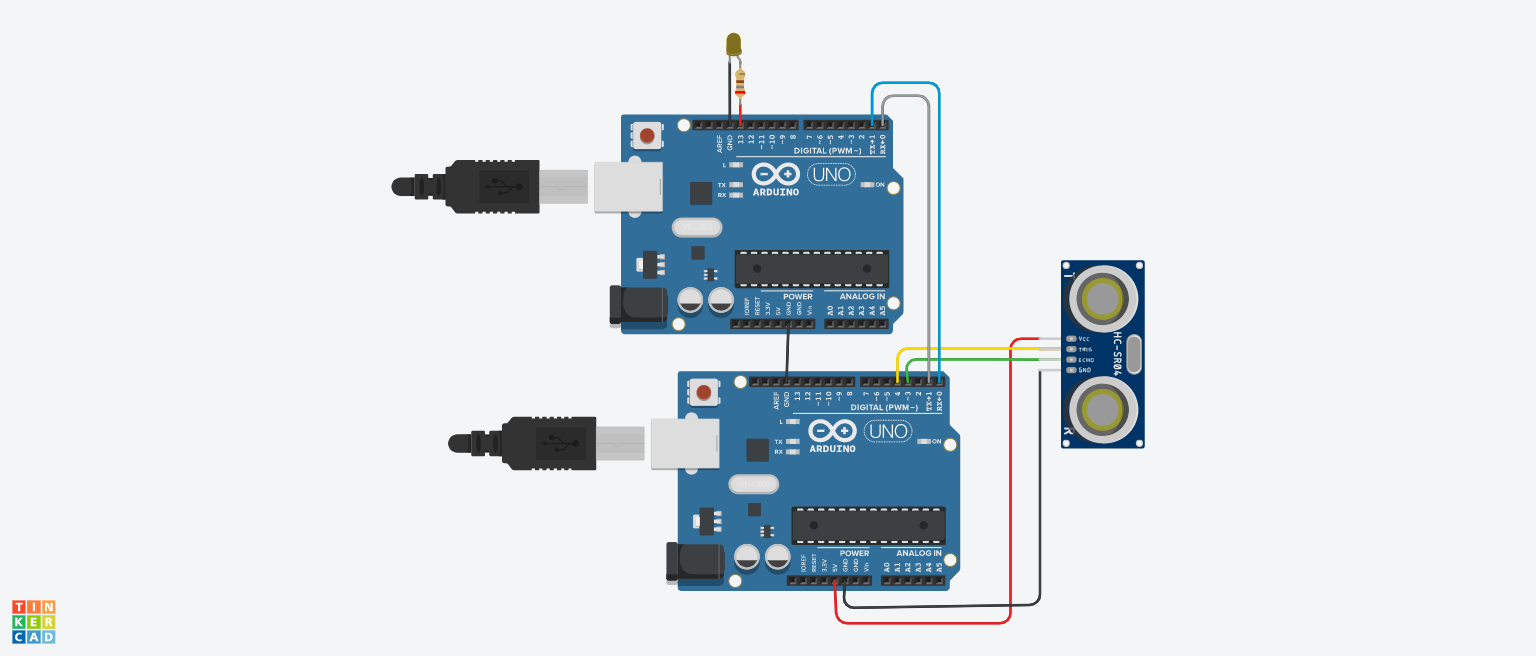 AREF
GND
13
12
~11
~10
~9
8
7
~6
~5
4
~3
2
TX→1
RX←0
DIGITAL (PWM~)
L
TX
RX
ARDUINO
UNO
ON
POWER
ANALOG IN
IOREF
RESET
3.3V
5V
GND
GND
Vin
A0
A1
A2
A3
A4
A5
AREF
GND
13
12
~11
~10
~9
8
7
~6
~5
4
~3
2
TX→1
RX←0
DIGITAL (PWM~)
L
TX
RX
ARDUINO
UNO
ON
POWER
ANALOG IN
IOREF
RESET
3.3V
5V
GND
GND
Vin
A0
A1
A2
A3
A4
A5
T
VCC
TRIG
ECHO
GND
HC-SR04
R
TIN
KER
CAD